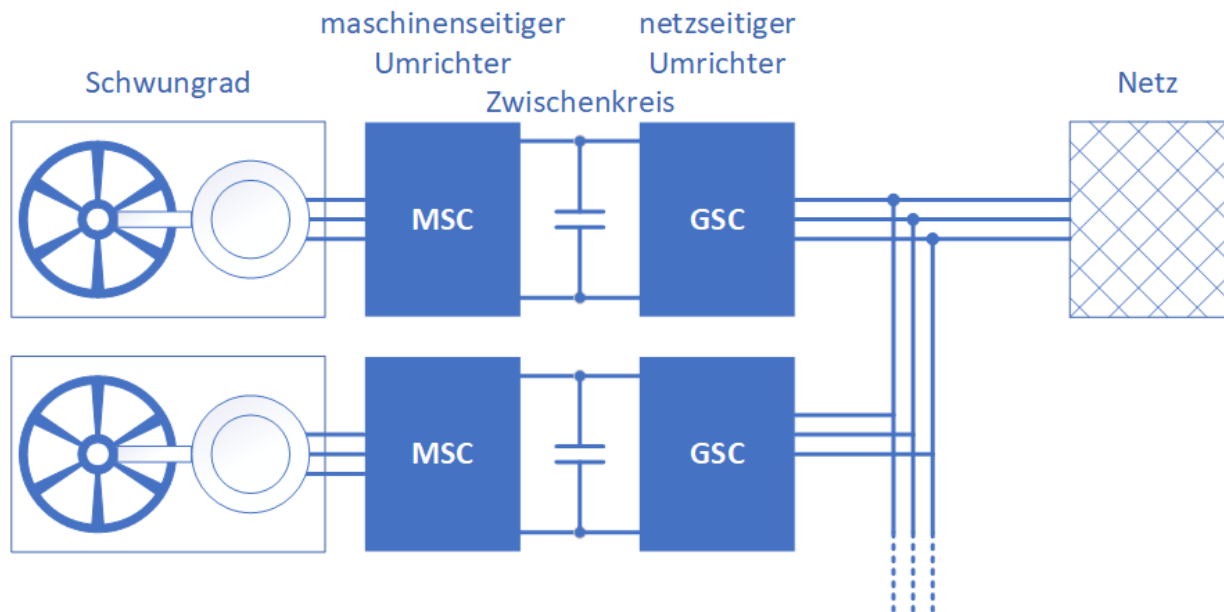 maschinenseitiger
Umrichter
netzseitiger
Umrichter
Schwungrad
Zwischenkreis
Netz
MSC
GSC
MSC
GSC